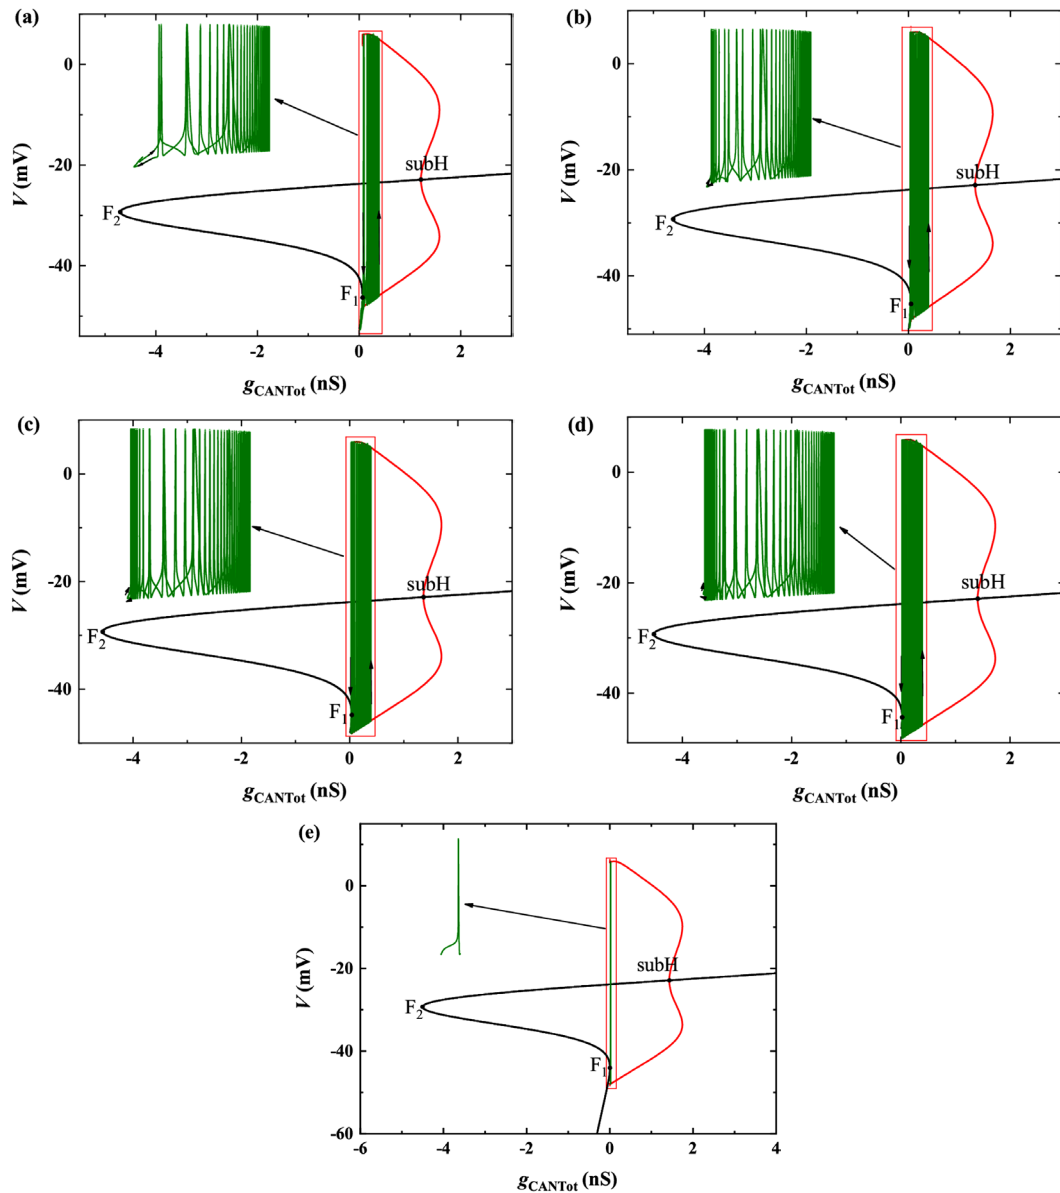 (a)
0
-20
-40
V (mV)
subH
F2
F1
-4
-2
0
2
gCANTot (nS)
(b)
0
-20
-40
V (mV)
subH
F2
F1
-4
-2
0
2
gCANTot (nS)
(c)
0
-20
-40
V (mV)
subH
F2
F1
-4
-2
0
2
gCANTot (nS)
(d)
0
-20
-40
V (mV)
subH
F2
F1
-4
-2
0
2
gCANTot (nS)
(e)
0
-20
-40
-60
V (mV)
subH
F2
F1
-6
-4
-2
0
2
4
gCANTot (nS)